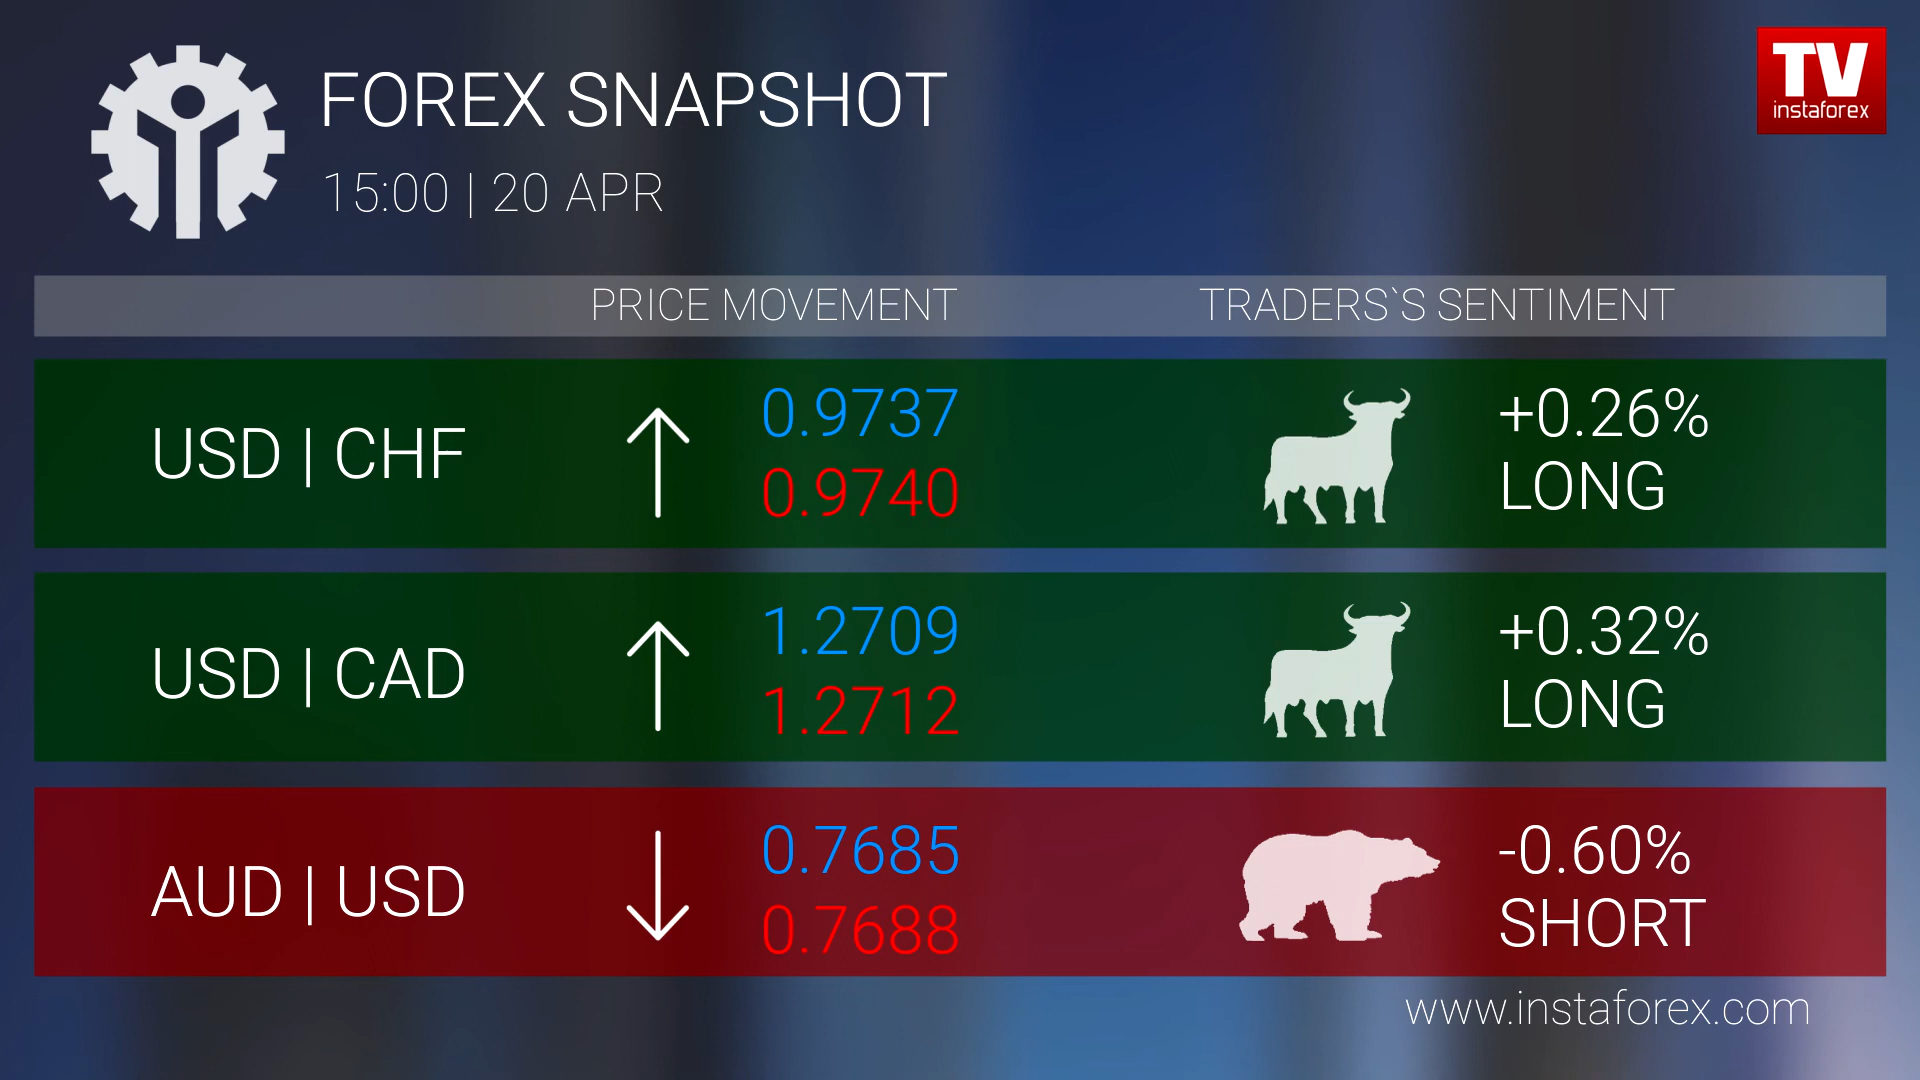 FOREX SNAPSHOT
15:00 | 20 APR
TV
instaforex
PRICE MOVEMENT
TRADERS`S SENTIMENT
USD | CHF
0.9737
0.9740
+0.26%
LONG
USD | CAD
1.2709
1.2712
+0.32%
LONG
AUD | USD
0.7685
0.7688
-0.60%
SHORT
www.instaforex.com